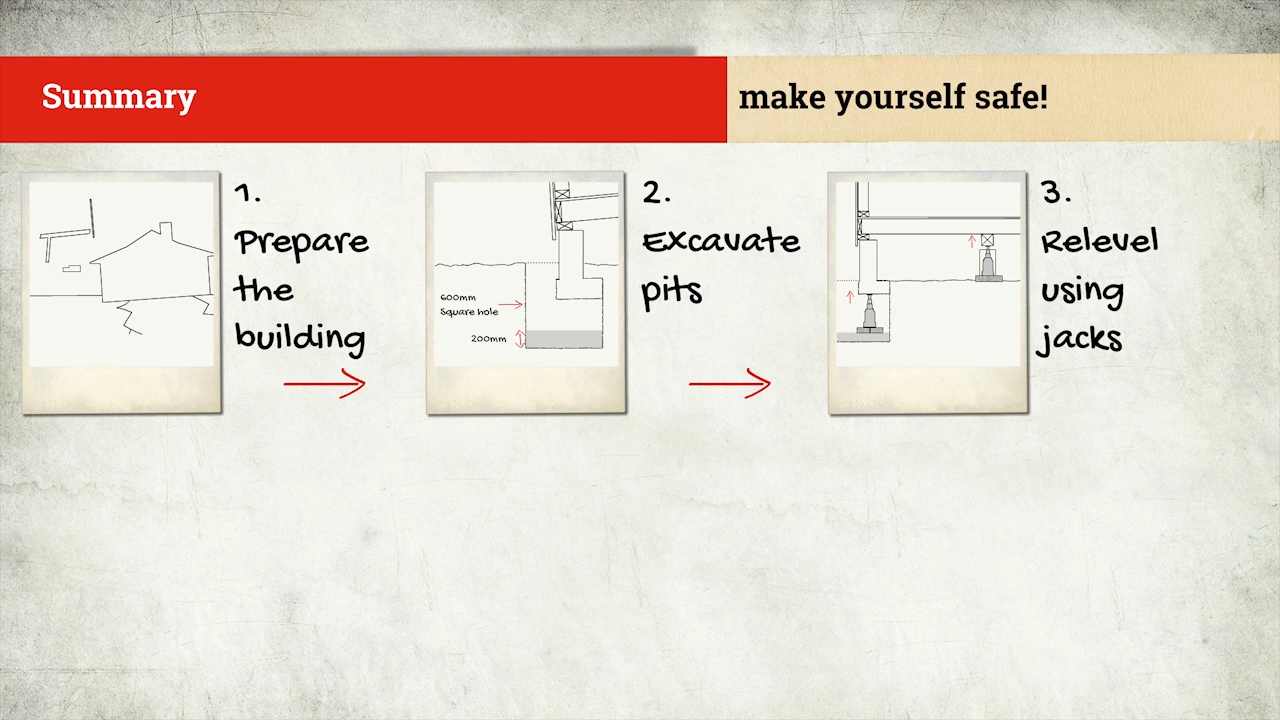 Summary
make yourself safe!
1.
Prepare
the
building
600mm
Square hole
200mm
2.
Excavate
pits
3.
Relevel
using
jacks